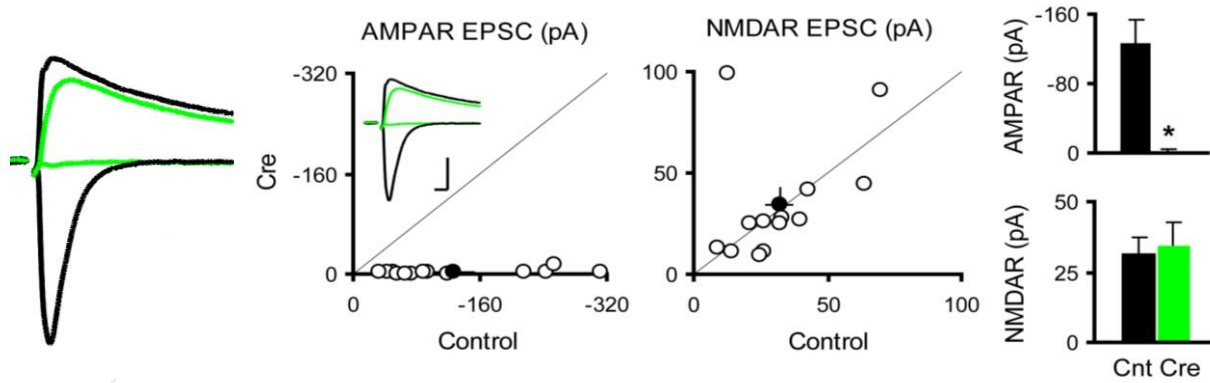 AMPAR EPSC (pA)
Cre
-320
-160
0
0
-160
-320
Control
NMDAR EPSC (pA)
100
50
0
0
50
100
Control
AMPAR (pA)
-160
-80
0
*
NMDAR (pA)
50
25
0
Cnt Cre